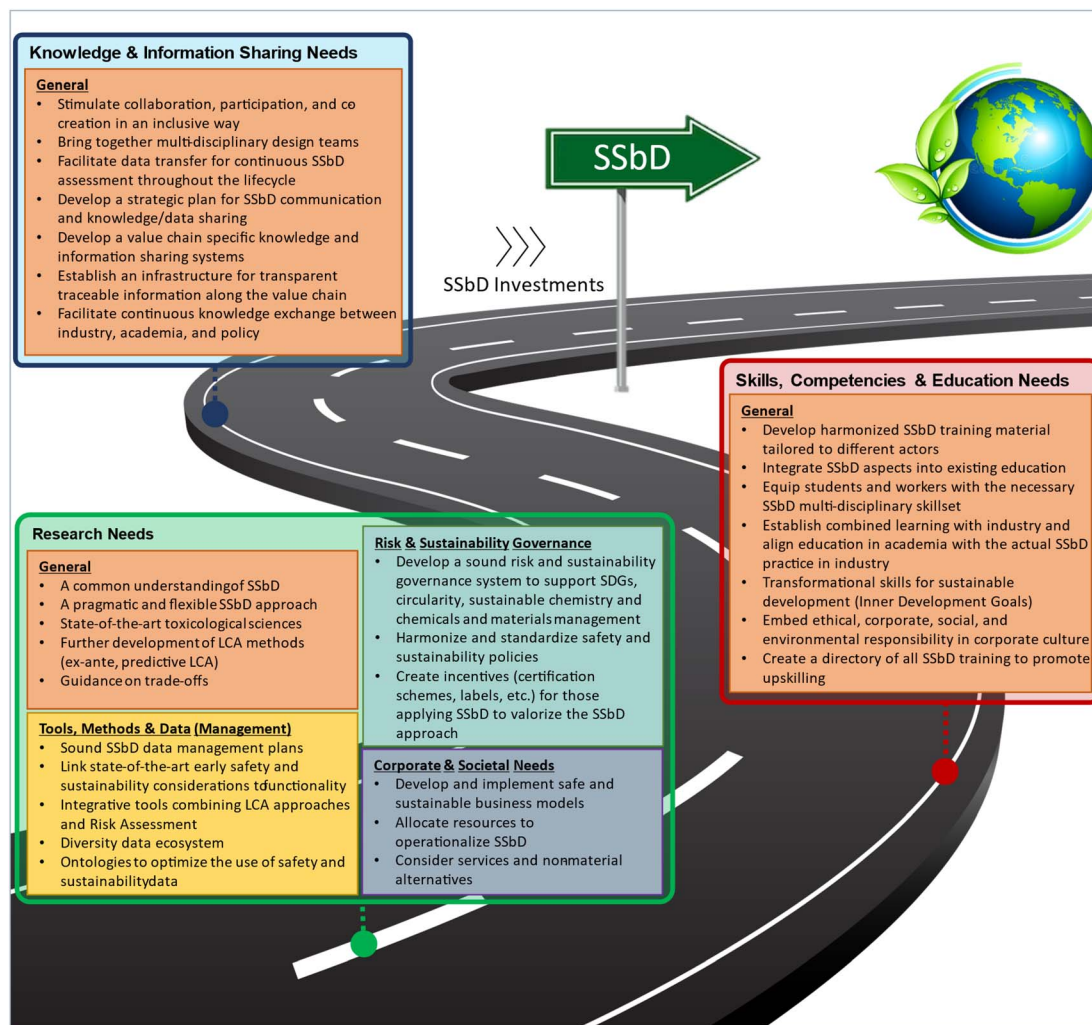 Knowledge & Information Sharing Needs
General
• Stimulate collaboration, participation, and co
creation in an inclusive way
• Bring together multi-disciplinary design teams
• Facilitate data transfer for continuous SSbD
assessment throughout the lifecycle
• Develop a strategic plan for SSbD communication
and knowledge/data sharing
• Develop a value chain specific knowledge and
information sharing systems
• Establish an infrastructure for transparent
traceable information along the value chain
• Facilitate continuous knowledge exchange between
industry, academia, and policy
SSbD
SSbD Investments
Skills, Competencies & Education Needs
General
• Develop harmonized SSbD training material
tailored to different actors
• Integrate SSbD aspects into existing education
• Equip students and workers with the necessary
SSbD multi-disciplinary skillset
• Establish combined learning with industry and
align education in academia with the actual SSbD
practice in industry
• Transformational skills for sustainable
development (Inner Development Goals)
• Embed ethical, corporate, social, and
environmental responsibility in corporate culture
• Create a directory of all SSbD training to promote
upskilling
Research Needs
General
• A common understandingof SSbD
• A pragmatic and flexible SSbD approach
• State-of-the-art toxicological sciences
• Further development of LCA methods
(ex-ante, predictive LCA)
• Guidance on trade-offs
Tools, Methods & Data (Management)
• Sound SSbD data management plans
• Link state-of-the-art early safety and
sustainability considerations tofunctionality
• Integrative tools combining LCA approaches
and Risk Assessment
• Diversity data ecosystem
• Ontologies to optimize the use of safety and
sustainabilitydata
Risk & Sustainability Governance
• Develop a sound risk and sustainability
governance system to support SDGs,
circularity, sustainable chemistry and
chemicals and materials management
• Harmonize and standardize safety and
sustainability policies
• Create incentives (certification
schemes, labels, etc.) for those
applying SSbD to valorize the SSbD
approach
Corporate & Societal Needs
• Develop and implement safe and
sustainable business models
• Allocate resources to
operationalize SSbD
• Consider services and nonmaterial
alternatives